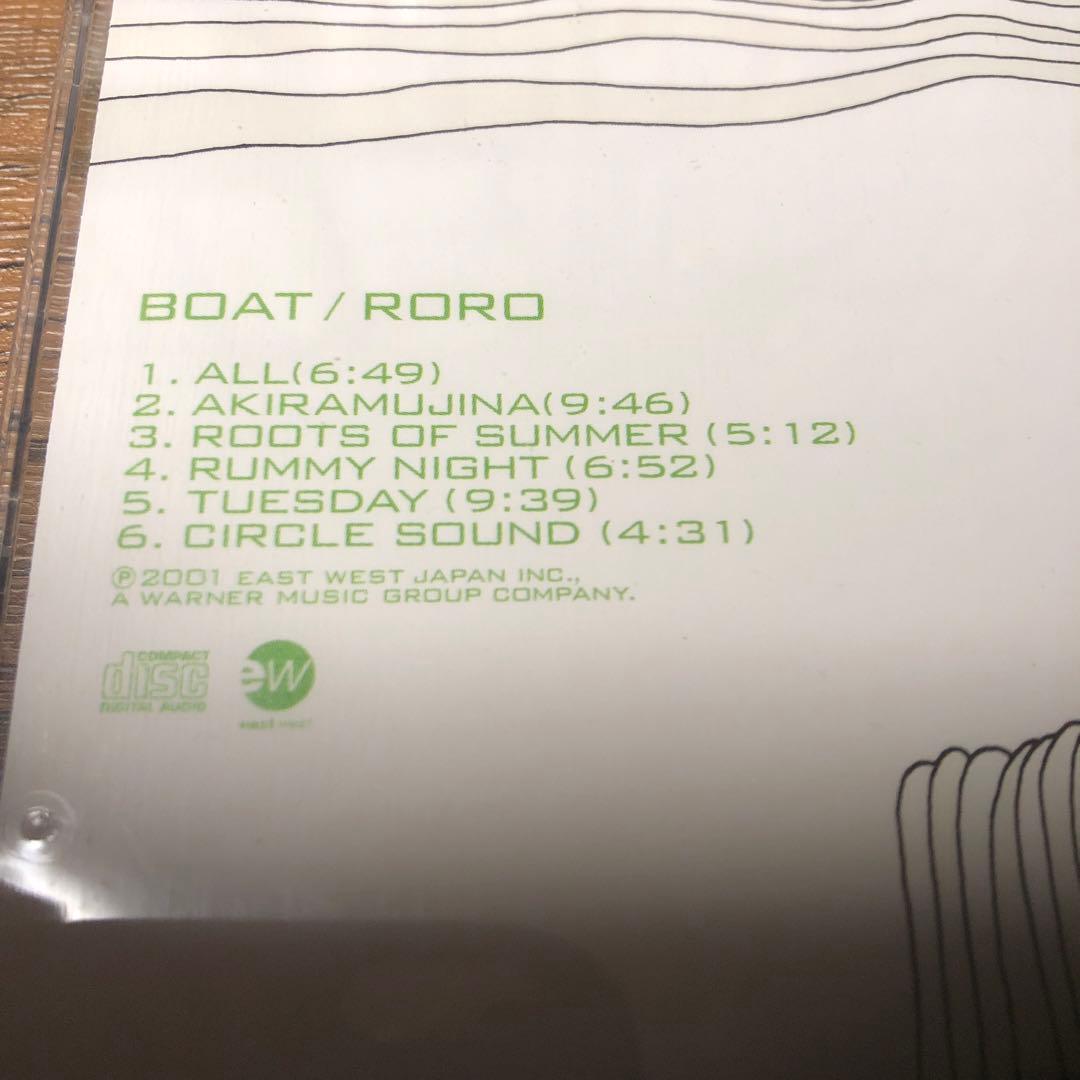 BOAT / RORO
1. ALL(6:49)
2. AKIRAMUJINA(9:46)
3. ROOTS OF SUMMER (5:12)
4. RUMMY NIGHT (6:52)
5. TUESDAY (9:39)
6. CIRCLE SOUND (4:31)
℗2001 EAST WEST JAPAN INC.,
A WARNER MUSIC GROUP COMPANY.
COMPACT
disc
DIGITAL AUDIO
ew
east west